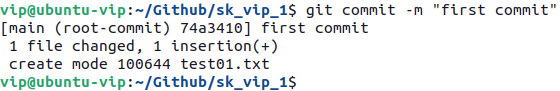 vip@ubuntu-vip:~/Github/sk_vip_1$ git commit -m "first commit"
[main (root-commit) 74a3410] first commit
 1 file changed, 1 insertion(+)
 create mode 100644 test01.txt
vip@ubuntu-vip:~/Github/sk_vip_1$